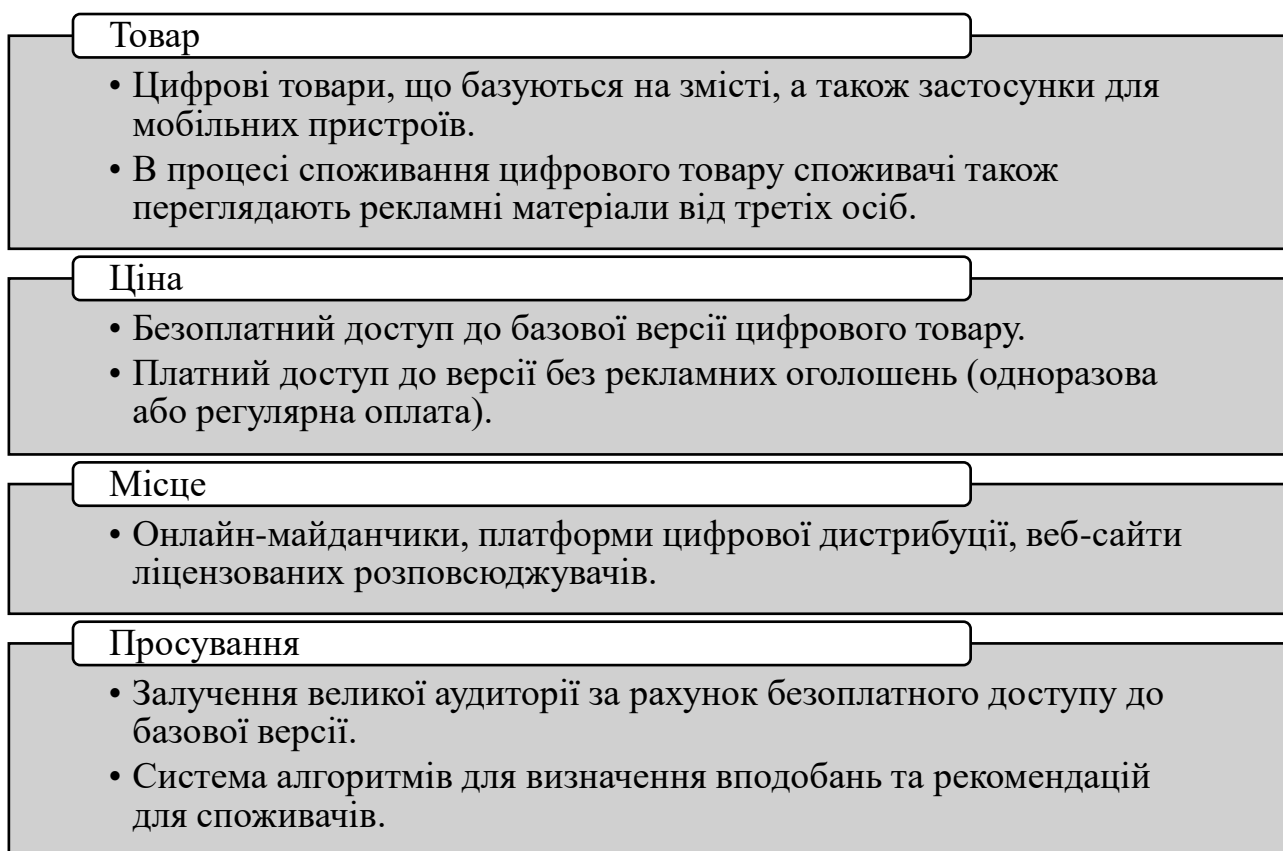 Товар
• Цифрові товари, що базуються на змісті, а також застосунки для
мобільних пристроїв.
• В процесі споживання цифрового товару споживачі також
переглядають рекламні матеріали від третіх осіб.
Ціна
• Безоплатний доступ до базової версії цифрового товару.
• Платний доступ до версії без рекламних оголошень (одноразова
або регулярна оплата).
Місце
• Онлайн-майданчики, платформи цифрової дистрибуції, веб-сайти
ліцензованих розповсюджувачів.
Просування
• Залучення великої аудиторії за рахунок безоплатного доступу до
базової версії.
• Система алгоритмів для визначення вподобань та рекомендацій
для споживачів.